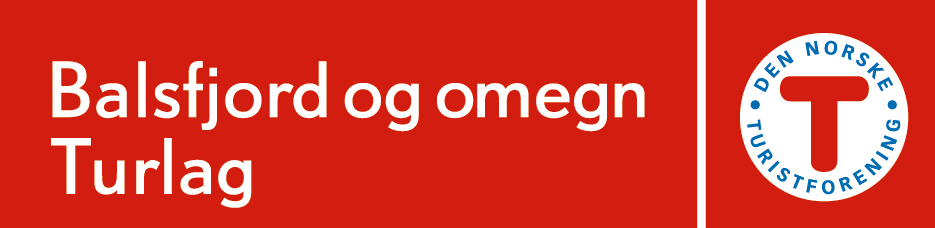 Balsfjord og omegn
Turlag
DEN NORSKE
TURISTFORENING
T